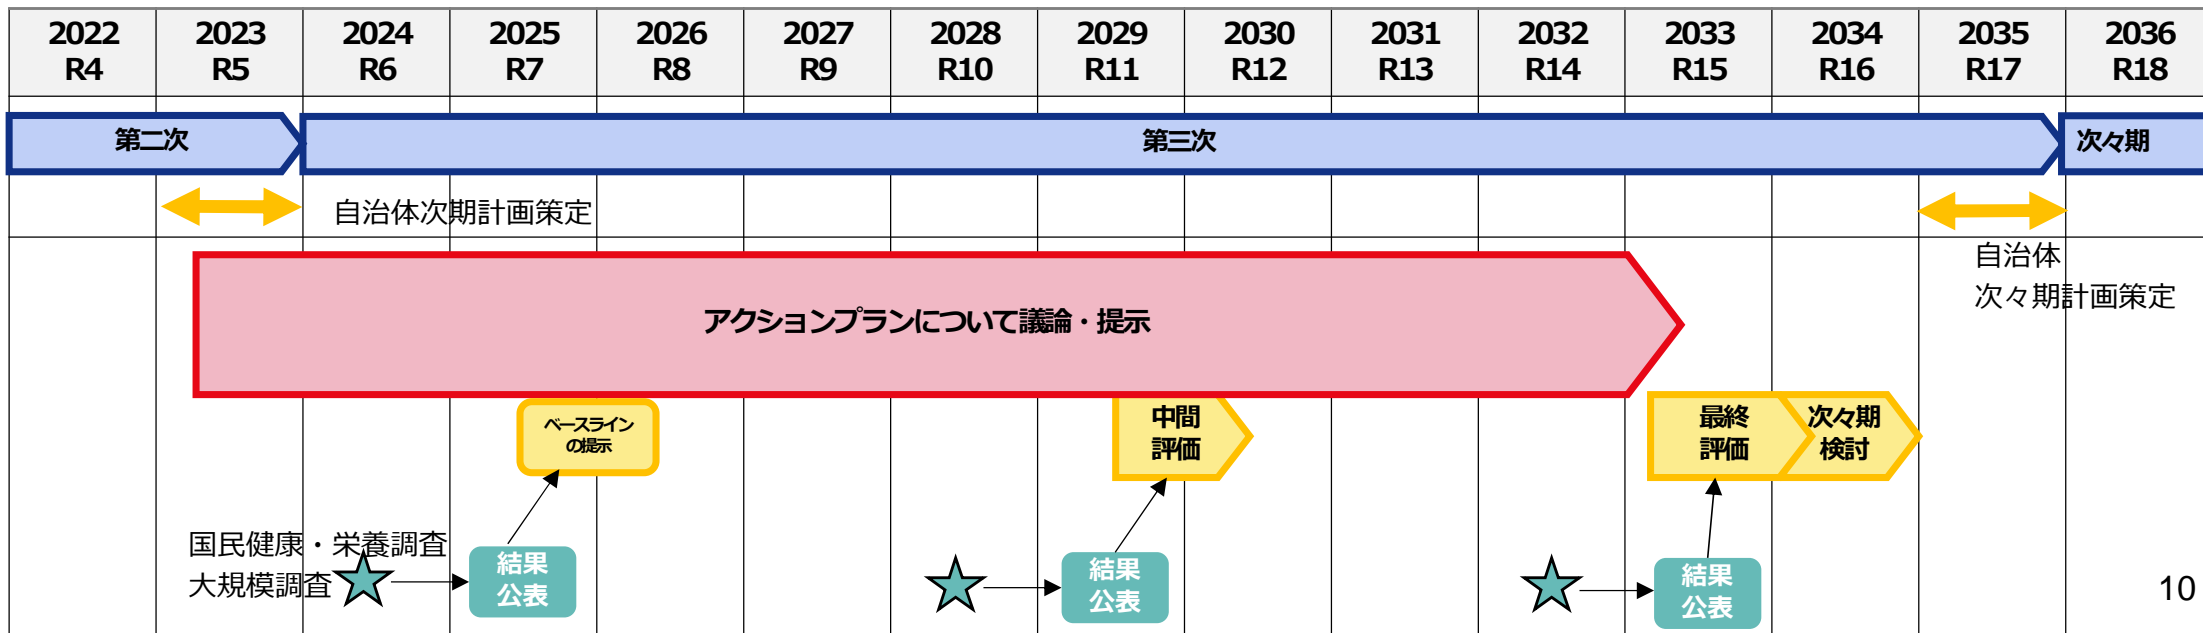 2022 2023 2024 2025 2026 2027 2028 2029 2030 2031 2032 2033 2034 2035 2036
R4 R5 R6 R7 R8 R9 R10 R11 R12 R13 R14 R15 R16 R17 R18
第二次
第三次
次々期
自治体次期計画策定
自治体
次々期計画策定
アクションプランについて議論・提示
ベースライン
の提示
中間
評価
最終
評価
次々期
検討
国民健康・栄養調査
大規模調査
結果
公表
結果
公表
結果
公表
10